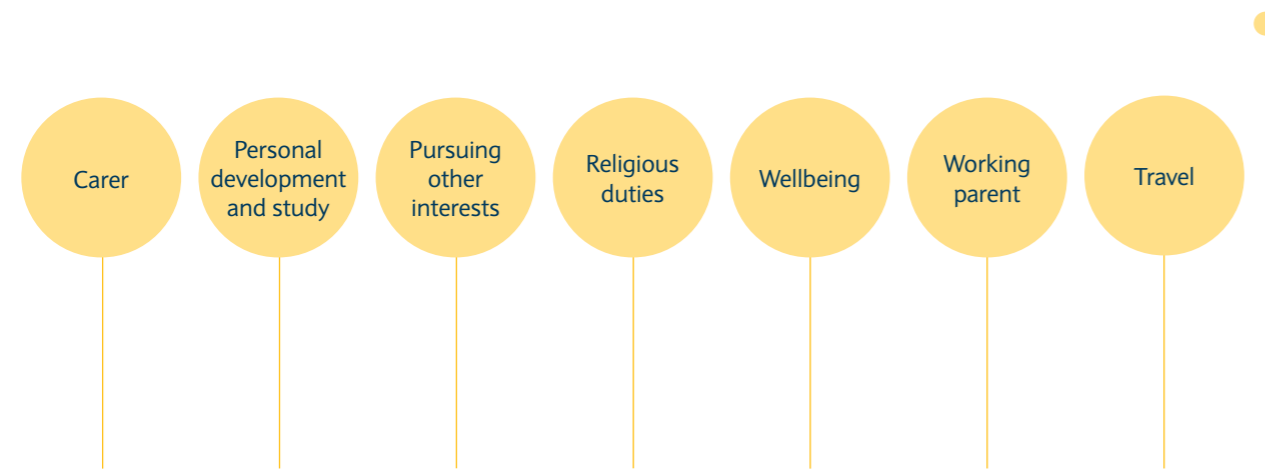 Carer
Personal
development
and study
Pursuing
other
interests
Religious
duties
Wellbeing
Working
parent
Travel